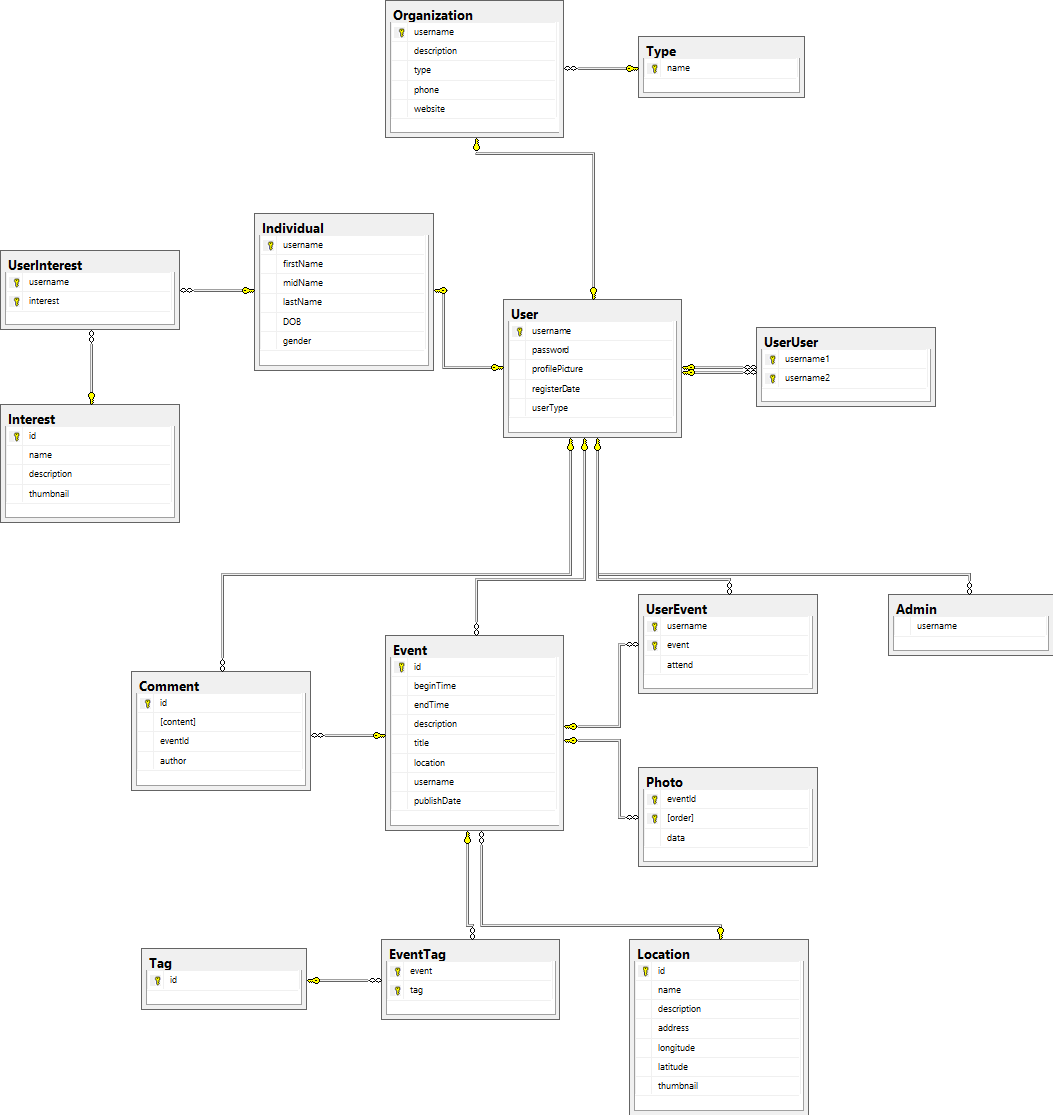 Organization
username
description
type
phone
website
Type
name
Individual
username
firstName
midName
lastName
DOB
gender
UserInterest
username
interest
User
username
password
profilePicture
registerDate
userType
UserUser
username1
username2
Interest
id
name
description
thumbnail
UserEvent
username
event
attend
Admin
username
Event
id
beginTime
endTime
description
title
location
username
publishDate
Comment
id
[content]
eventId
author
Photo
eventId
[order]
data
Tag
id
EventTag
event
tag
Location
id
name
description
address
longitude
latitude
thumbnail